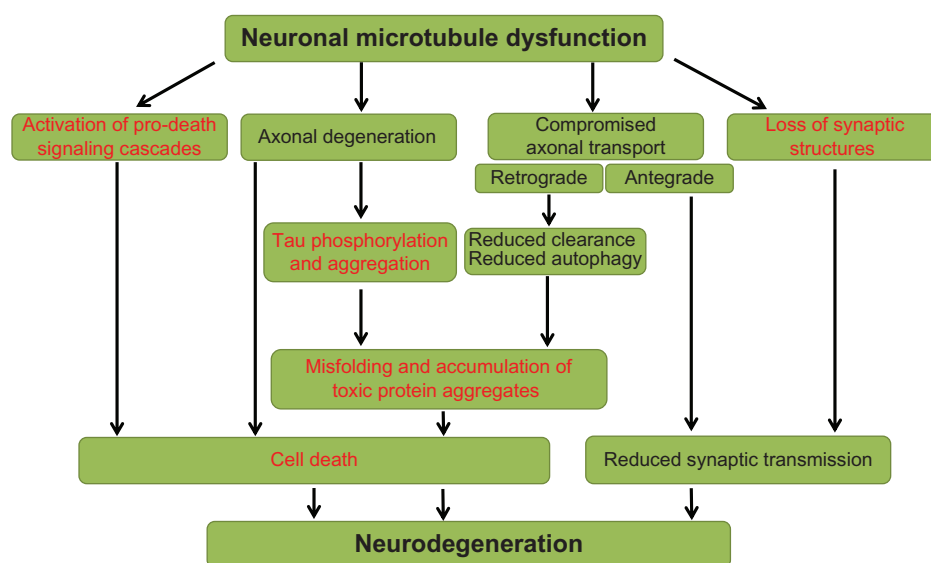 Neuronal microtubule dysfunction
Activation of pro-death
signaling cascades
Axonal degeneration
Compromised
axonal transport
Loss of synaptic
structures
Retrograde
Antegrade
Tau phosphorylation
and aggregation
Reduced clearance
Reduced autophagy
Misfolding and accumulation of
toxic protein aggregates
Cell death
Reduced synaptic transmission
Neurodegeneration